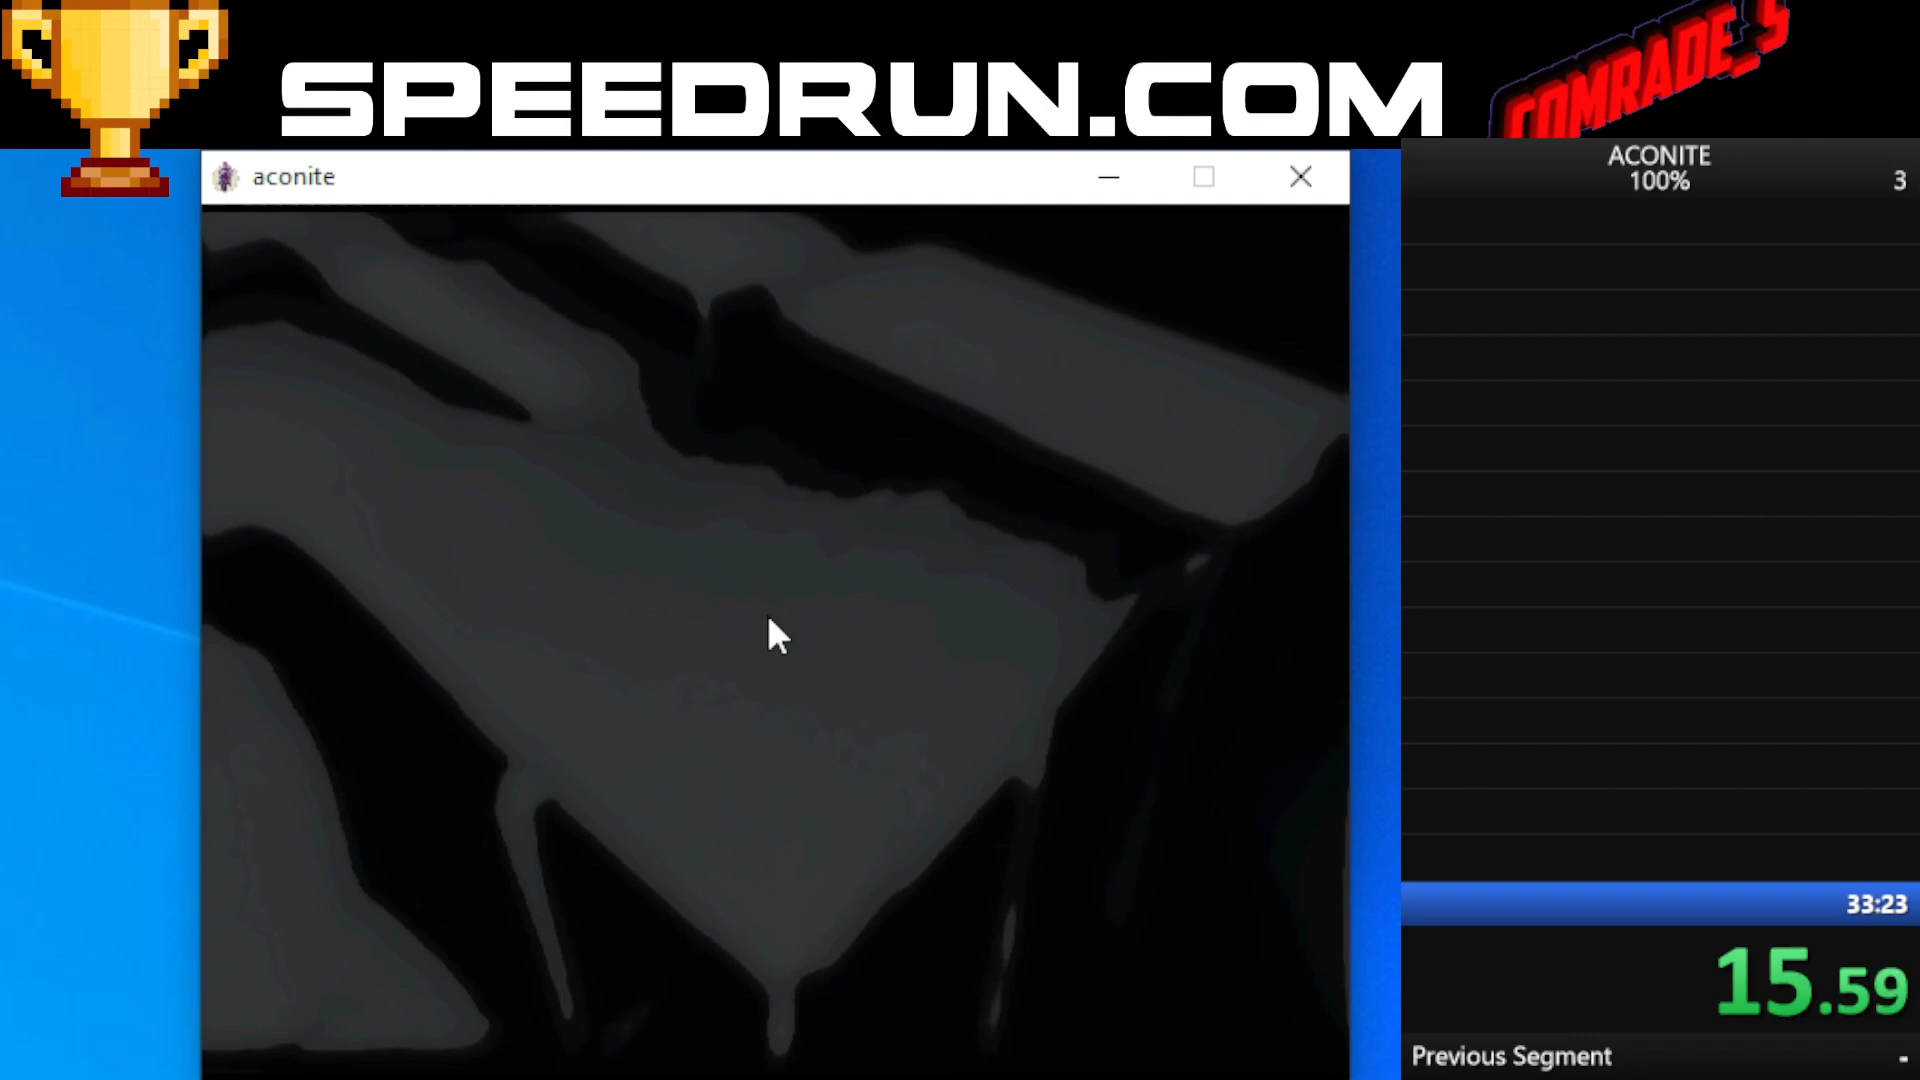 SPEEDRUN.COM
COMRADE_S
aconite
ACONITE
100%
3
33:23
15.59
Previous Segment
-